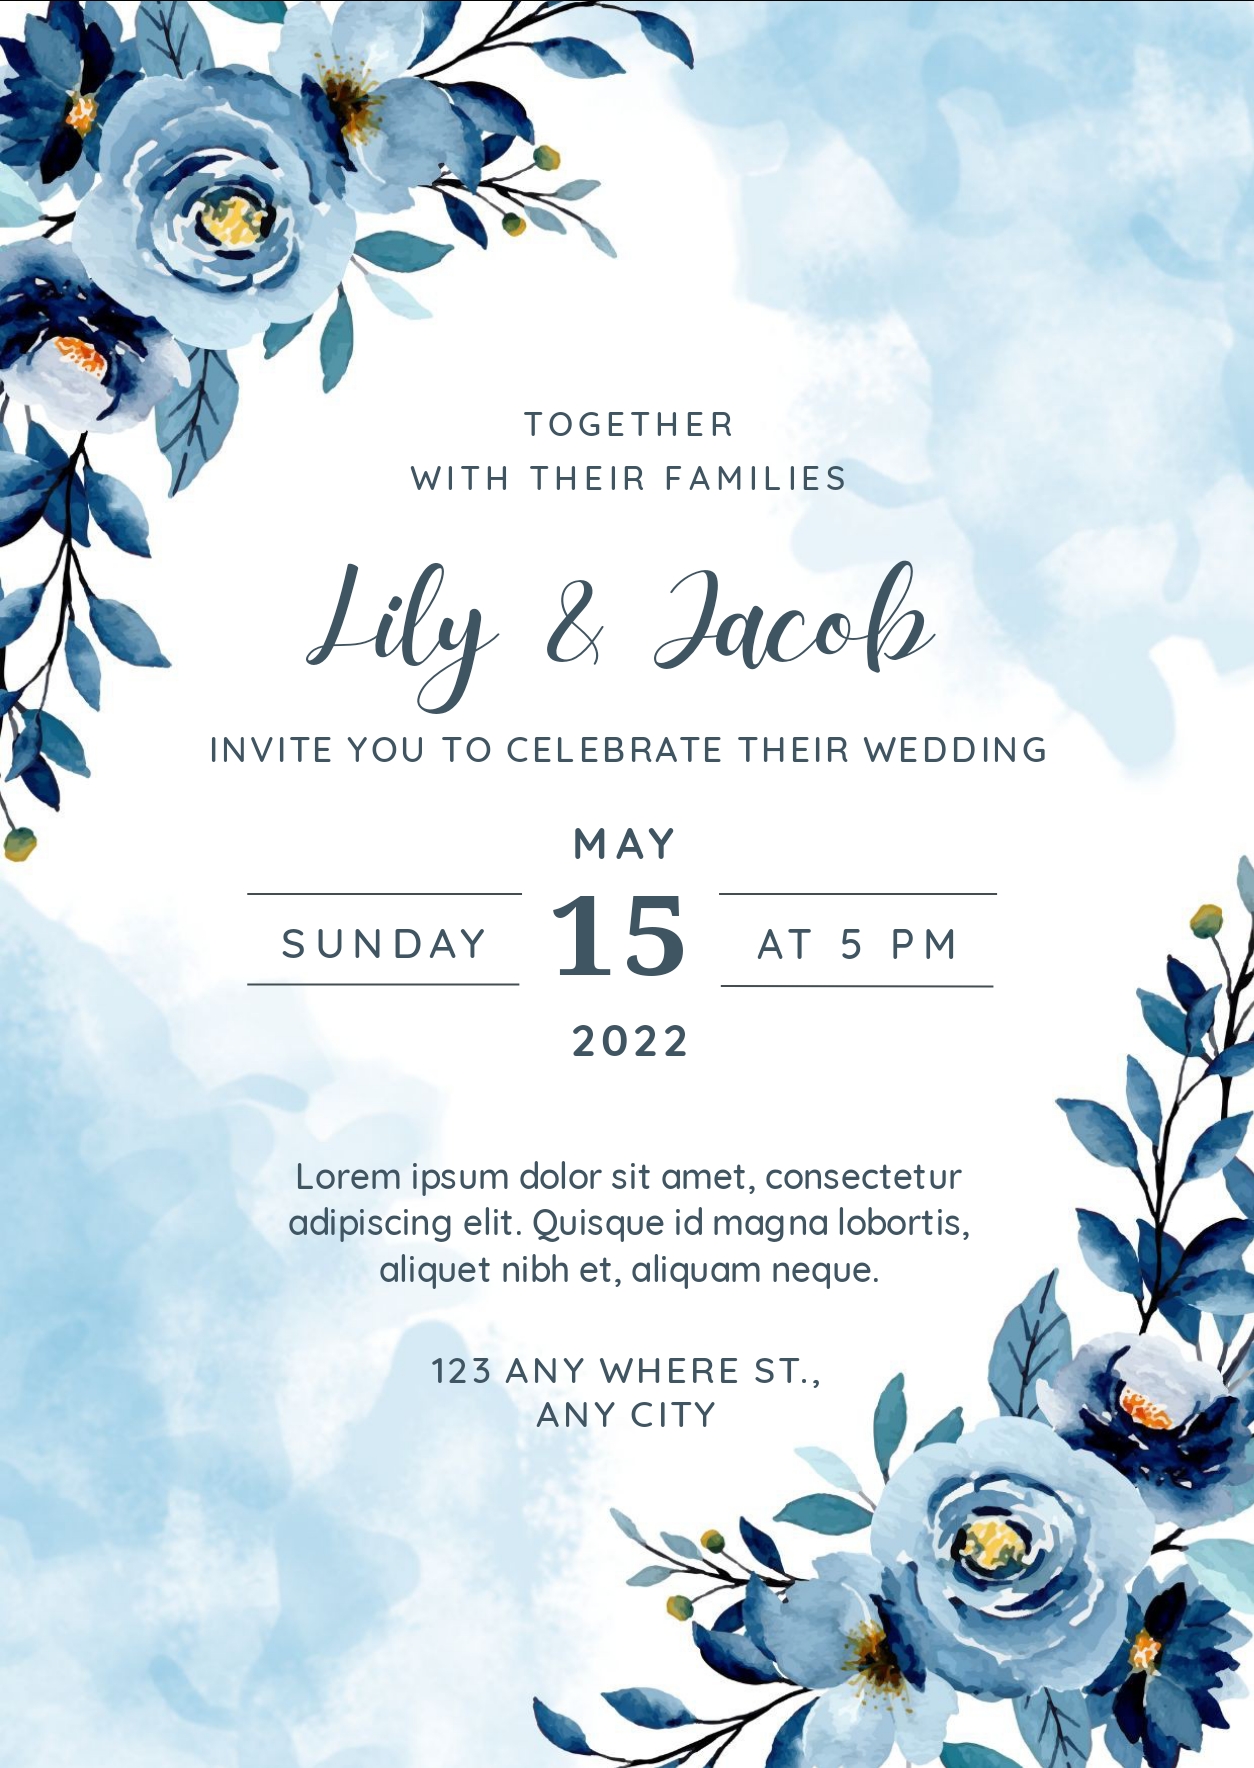 TOGETHER
WITH THEIR FAMILIES
Lily & Jacob
INVITE YOU TO CELEBRATE THEIR WEDDING
MAY
SUNDAY 15 AT 5 PM
2022
Lorem ipsum dolor sit amet, consectetur
adipiscing elit. Quisque id magna lobortis,
aliquet nibh et, aliquam neque.
123 ANY WHERE ST.,
ANY CITY